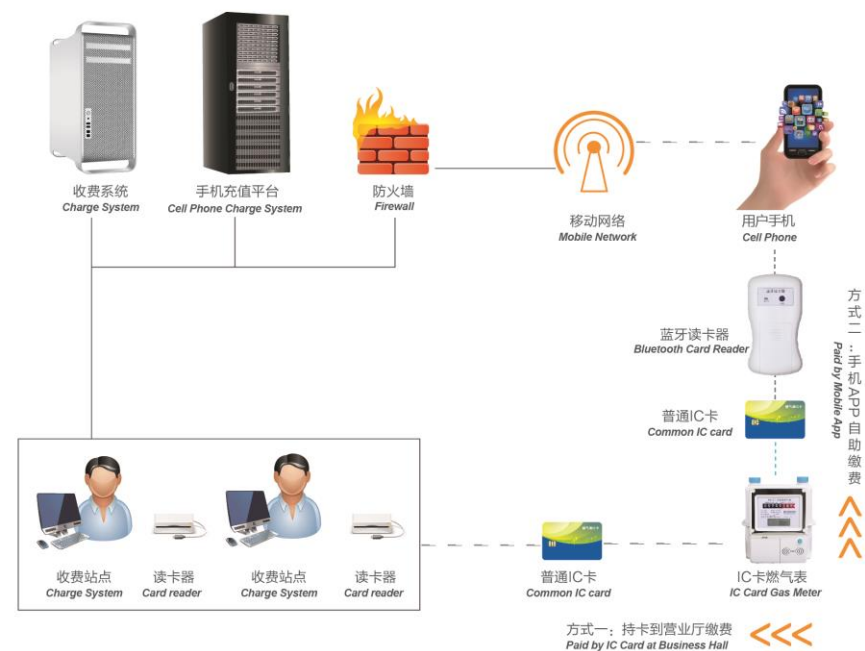 收费系统
Charge System
手机充值平台
Cell Phone Charge System
防火墙
Firewall
移动网络
Mobile Network
用户手机
Cell Phone
蓝牙读卡器
Bluetooth Card Reader
方式二：手机APP自助缴费
Paid by Mobile App
普通IC卡
Common IC card
收费站点
Charge System
读卡器
Card reader
收费站点
Charge System
读卡器
Card reader
普通IC卡
Common IC card
IC卡燃气表
IC Card Gas Meter
方式一：持卡到营业厅缴费
Paid by IC Card at Business Hall